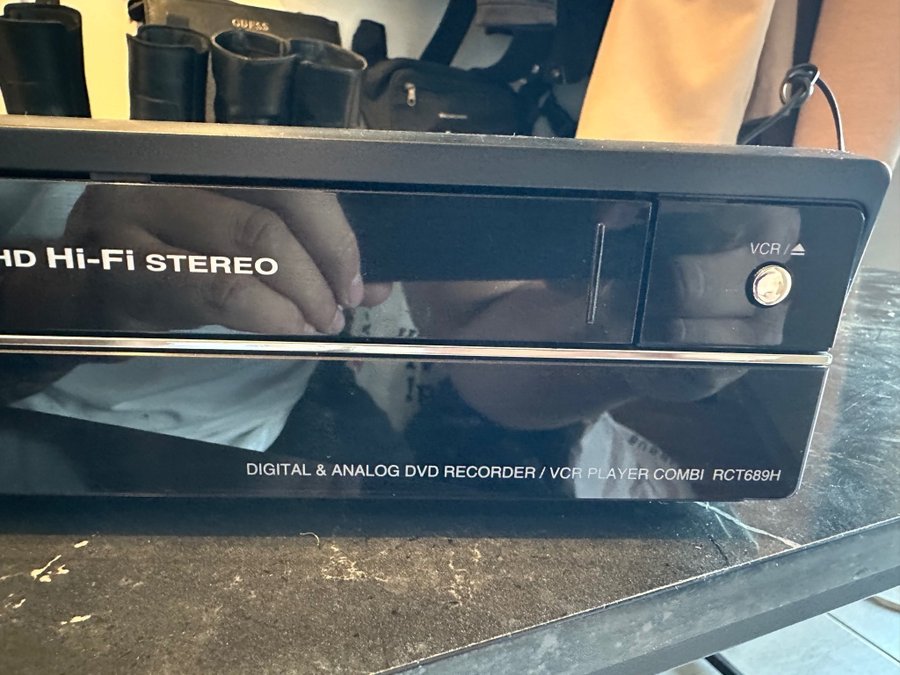 GUESS
HD Hi-Fi STEREO
VCR / ⏏
DIGITAL & ANALOG DVD RECORDER / VCR PLAYER COMBI RCT689H